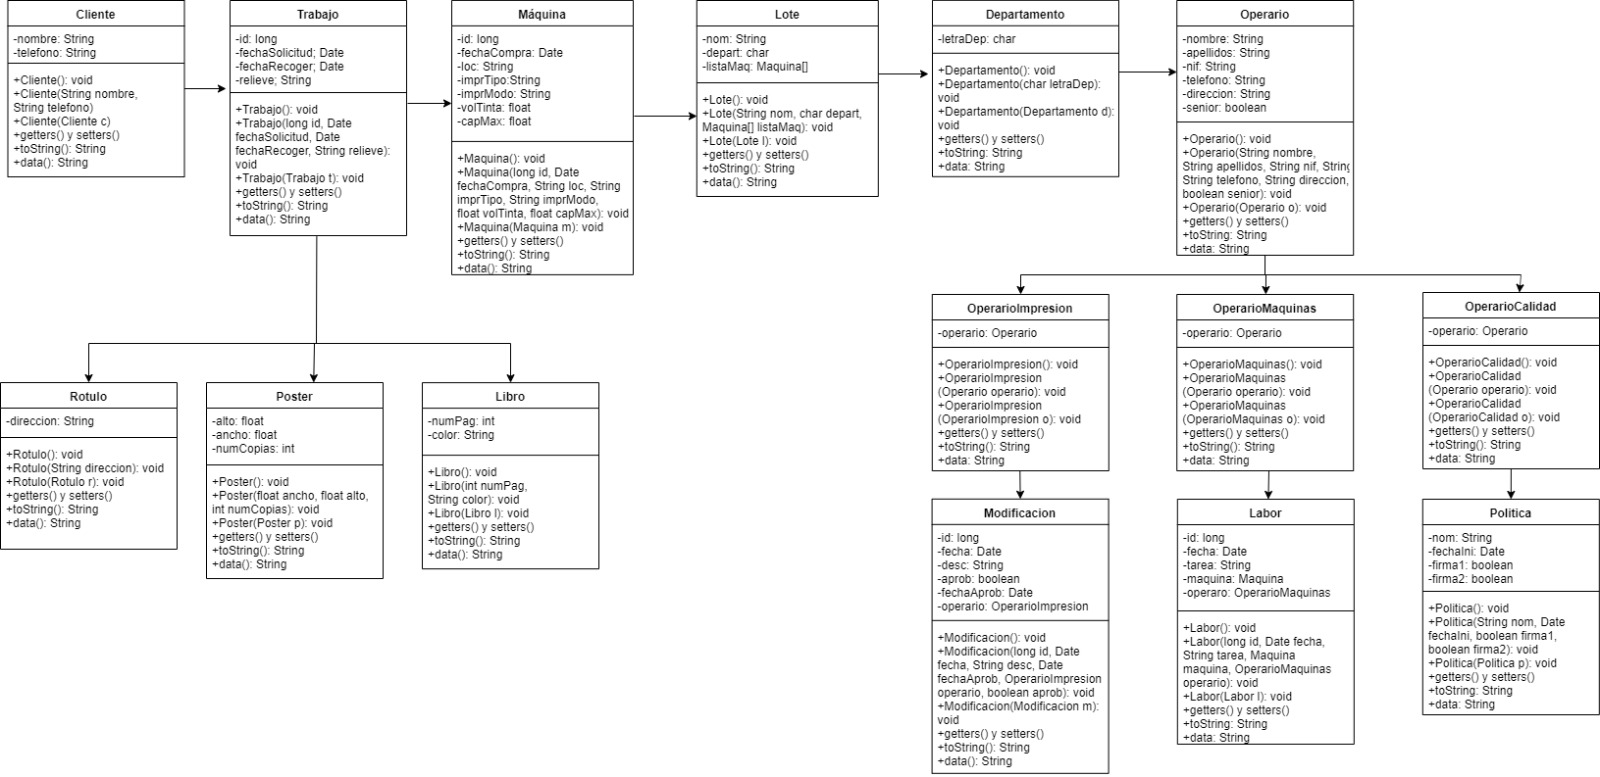 Cliente
-nombre: String
-telefono: String
+Cliente(): void
+Cliente(String nombre,
String telefono)
+Cliente(Cliente c)
+getters() y setters()
+toString(): String
+data(): String
Trabajo
-id: long
-fechaSolicitud; Date
-fechaRecoger; Date
-relieve; String
+Trabajo(): void
+Trabajo(long id, Date
fechaSolicitud, Date
fechaRecoger, String relieve):
void
+Trabajo(Trabajo t): void
+getters() y setters()
+toString(): String
+data(): String
Máquina
-id: long
-fechaCompra: Date
-loc: String
-imprTipo:String
-imprModo: String
-volTinta: float
-capMax: float
+Maquina(): void
+Maquina(long id, Date
fechaCompra, String loc, String
imprTipo, String imprModo,
float volTinta, float capMax): void
+Maquina(Maquina m): void
+getters() y setters()
+toString(): String
+data(): String
Lote
-nom: String
-depart: char
-listaMaq: Maquina[]
+Lote(): void
+Lote(String nom, char depart,
Maquina[] listaMaq): void
+Lote(Lote l): void
+getters() y setters()
+toString(): String
+data(): String
Departamento
-letraDep: char
+Departamento(): void
+Departamento(char letraDep):
void
+Departamento(Departamento d):
void
+getters() y setters()
+toString: String
+data: String
Operario
-nombre: String
-apellidos: String
-nif: String
-telefono: String
-direccion: String
-senior: boolean
+Operario(): void
+Operario(String nombre,
String apellidos, String nif, String
String telefono, String direccion,
boolean senior): void
+Operario(Operario o): void
+getters() y setters()
+toString: String
+data: String
Rotulo
-direccion: String
+Rotulo(): void
+Rotulo(String direccion): void
+Rotulo(Rotulo r): void
+getters() y setters()
+toString(): String
+data(): String
Poster
-alto: float
-ancho: float
-numCopias: int
+Poster(): void
+Poster(float ancho, float alto,
int numCopias): void
+Poster(Poster p): void
+getters() y setters()
+toString(): String
+data(): String
Libro
-numPag: int
-color: String
+Libro(): void
+Libro(int numPag,
String color): void
+Libro(Libro l): void
+getters() y setters()
+toString(): String
+data(): String
OperarioImpresion
-operario: Operario
+OperarioImpresion(): void
+OperarioImpresion
(Operario operario): void
+OperarioImpresion
(OperarioImpresion o): void
+getters() y setters()
+toString(): String
+data: String
OperarioMaquinas
-operario: Operario
+OperarioMaquinas(): void
+OperarioMaquinas
(Operario operario): void
+OperarioMaquinas
(OperarioMaquinas o): void
+getters() y setters()
+toString(): String
+data: String
OperarioCalidad
-operario: Operario
+OperarioCalidad(): void
+OperarioCalidad
(Operario operario): void
+OperarioCalidad
(OperarioCalidad o): void
+getters() y setters()
+toString(): String
+data: String
Modificacion
-id: long
-fecha: Date
-desc: String
-aprob: boolean
-fechaAprob: Date
-operario: OperarioImpresion
+Modificacion(): void
+Modificacion(long id, Date
fecha, String desc, Date
fechaAprob, OperarioImpresion
operario, boolean aprob): void
+Modificacion(Modificacion m):
void
+getters() y setters()
+toString(): String
+data(): String
Labor
-id: long
-fecha: Date
-tarea: String
-maquina: Maquina
-operaro: OperarioMaquinas
+Labor(): void
+Labor(long id, Date fecha,
String tarea, Maquina
maquina, OperarioMaquinas
operario): void
+Labor(Labor l): void
+getters() y setters()
+toString: String
+data: String
Politica
-nom: String
-fechaIni: Date
-firma1: boolean
-firma2: boolean
+Politica(): void
+Politica(String nom, Date
fechaIni, boolean firma1,
boolean firma2): void
+Politica(Politica p): void
+getters() y setters()
+toString: String
+data: String